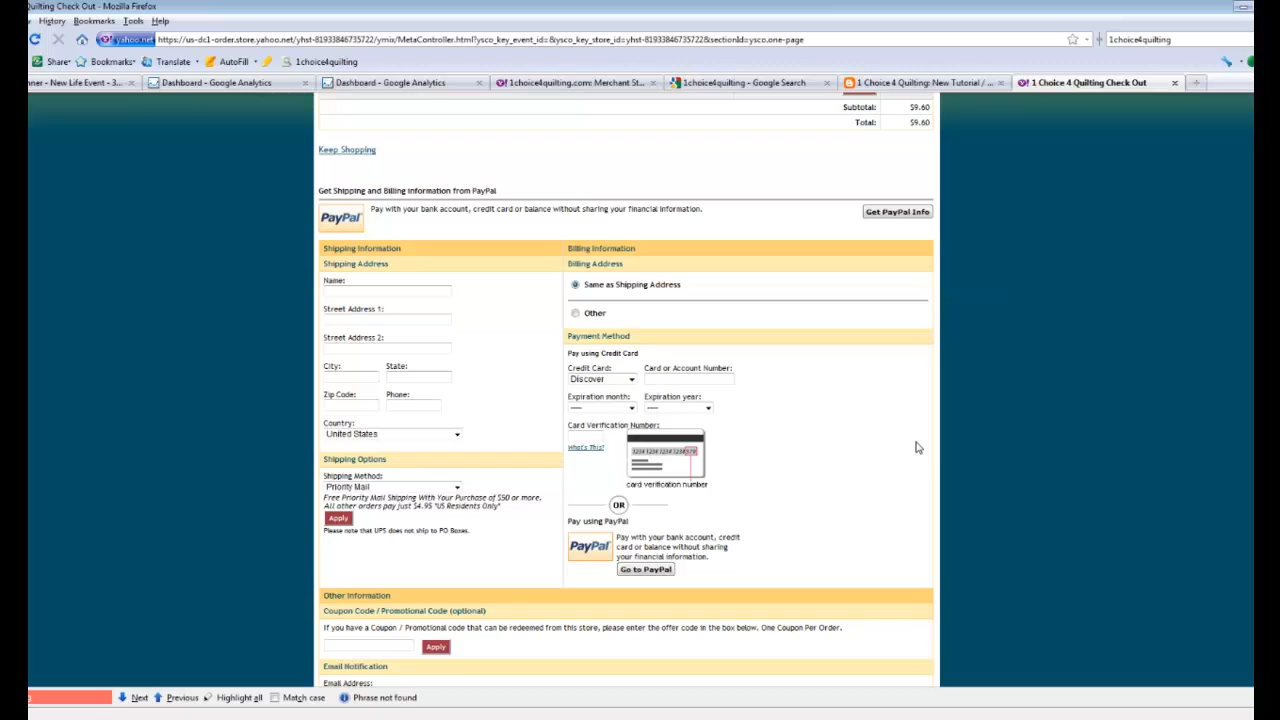 Quilting Check Out - Mozilla Firefox
History Bookmarks Tools Help
yahoo.net https://us-dc1-order.store.yahoo.net/yhst-81933846735722/ymix/MetaController.html?ysco_key_event_id=&ysco_key_store_id=yhst-81933846735722&sectionId=ysco.one-page 1choice4quilting
Share Bookmarks Translate AutoFill 1choice4quilting
nner - New Life Event - 3... Dashboard - Google Analytics Dashboard - Google Analytics 1choice4quilting.com: Merchant St... 1choice4quilting - Google Search 1 Choice 4 Quilting: New Tutorial / ... 1 Choice 4 Quilting Check Out
Subtotal: $9.60
Total: $9.60
Keep Shopping
Get Shipping and Billing information from PayPal
PayPal Pay with your bank account, credit card or balance without sharing your financial information. Get PayPal Info
Shipping Information Billing Information
Shipping Address Billing Address
Name: Same as Shipping Address
Street Address 1: Other
Street Address 2: Payment Method
Pay using Credit Card
City: State: Credit Card: Card or Account Number:
Discover
Zip Code: Phone: Expiration month: Expiration year:
---- ----
Country: Card Verification Number:
United States
What's This? 1234 1234 1234 1234 379
Shipping Options
Shipping Method: card verification number
Priority Mail
Free Priority Mail Shipping With Your Purchase of $50 or more.
All other orders pay just $4.95 "US Residents Only"
OR
Apply Pay using PayPal
Please note that UPS does not ship to PO Boxes.
PayPal Pay with your bank account, credit
card or balance without sharing
your financial information.
Go to PayPal
Other Information
Coupon Code / Promotional Code (optional)
If you have a Coupon / Promotional code that can be redeemed from this store, please enter the offer code in the box below. One Coupon Per Order.
Apply
Email Notification
Email Address:
Next Previous Highlight all Match case Phrase not found